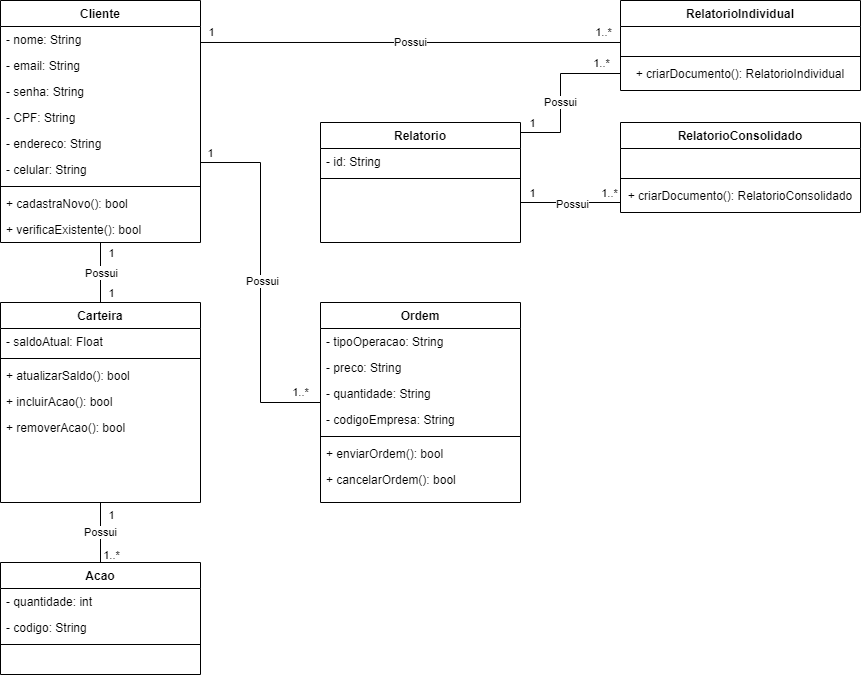 Cliente
- nome: String
- email: String
- senha: String
- CPF: String
- endereco: String
- celular: String
+ cadastraNovo(): bool
+ verificaExistente(): bool
1
Possui
1..*
RelatorioIndividual
+ criarDocumento(): RelatorioIndividual
1
Possui
1..*
Relatorio
- id: String
1
Possui
1..*
RelatorioConsolidado
+ criarDocumento(): RelatorioConsolidado
1
Possui
1..*
1
Possui
1
Carteira
- saldoAtual: Float
+ atualizarSaldo(): bool
+ incluirAcao(): bool
+ removerAcao(): bool
Ordem
- tipoOperacao: String
- preco: String
- quantidade: String
- codigoEmpresa: String
+ enviarOrdem(): bool
+ cancelarOrdem(): bool
1
Possui
1..*
Acao
- quantidade: int
- codigo: String